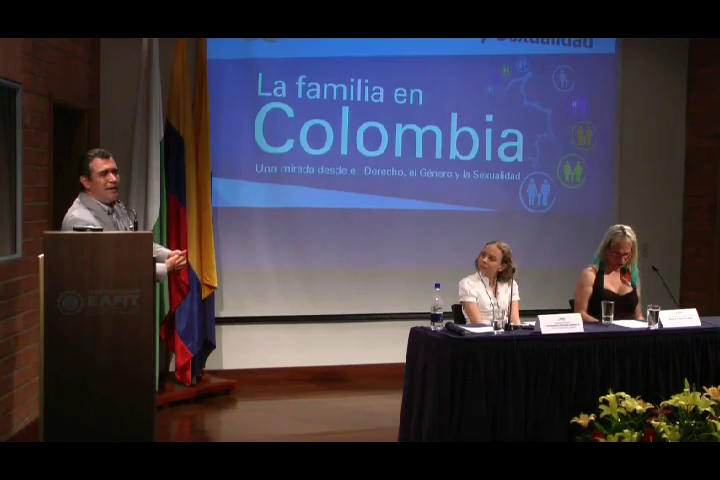 y Sexualidad
La familia en
Colombia
Una mirada desde el Derecho, el Género y la Sexualidad
EAFIT